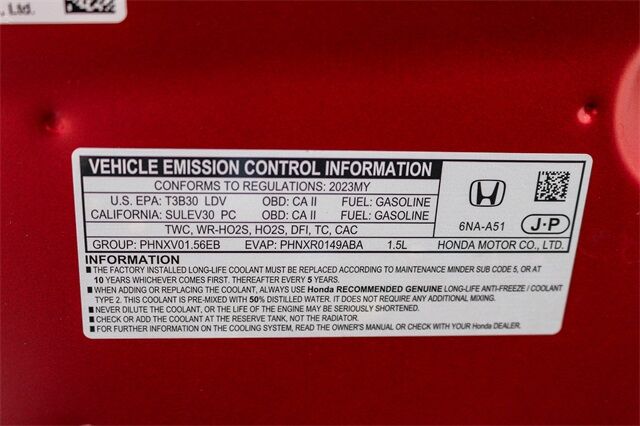 , Ltd.
VEHICLE EMISSION CONTROL INFORMATION
CONFORMS TO REGULATIONS: 2023MY
U.S. EPA: T3B30 LDV OBD: CA II FUEL: GASOLINE
CALIFORNIA: SULEV30 PC OBD: CA II FUEL: GASOLINE
TWC, WR-HO2S, HO2S, DFI, TC, CAC
GROUP: PHNXV01.56EB EVAP: PHNXR0149ABA 1.5L
6NA-A51
J-P
HONDA MOTOR CO., LTD.
INFORMATION
■ THE FACTORY INSTALLED LONG-LIFE COOLANT MUST BE REPLACED ACCORDING TO MAINTENANCE MINDER SUB CODE 5, OR AT
10 YEARS WHICHEVER COMES FIRST. THEREAFTER EVERY 5 YEARS.
■ WHEN ADDING OR REPLACING THE COOLANT, ALWAYS USE Honda RECOMMENDED GENUINE LONG-LIFE ANTI-FREEZE / COOLANT
TYPE 2. THIS COOLANT IS PRE-MIXED WITH 50% DISTILLED WATER. IT DOES NOT REQUIRE ANY ADDITIONAL MIXING.
■ NEVER DILUTE THE COOLANT, OR THE LIFE OF THE ENGINE MAY BE SERIOUSLY SHORTENED.
■ CHECK OR ADD THE COOLANT AT THE RESERVE TANK, NOT THE RADIATOR.
■ FOR FURTHER INFORMATION ON THE COOLING SYSTEM, READ THE OWNER'S MANUAL OR CHECK WITH YOUR Honda DEALER.